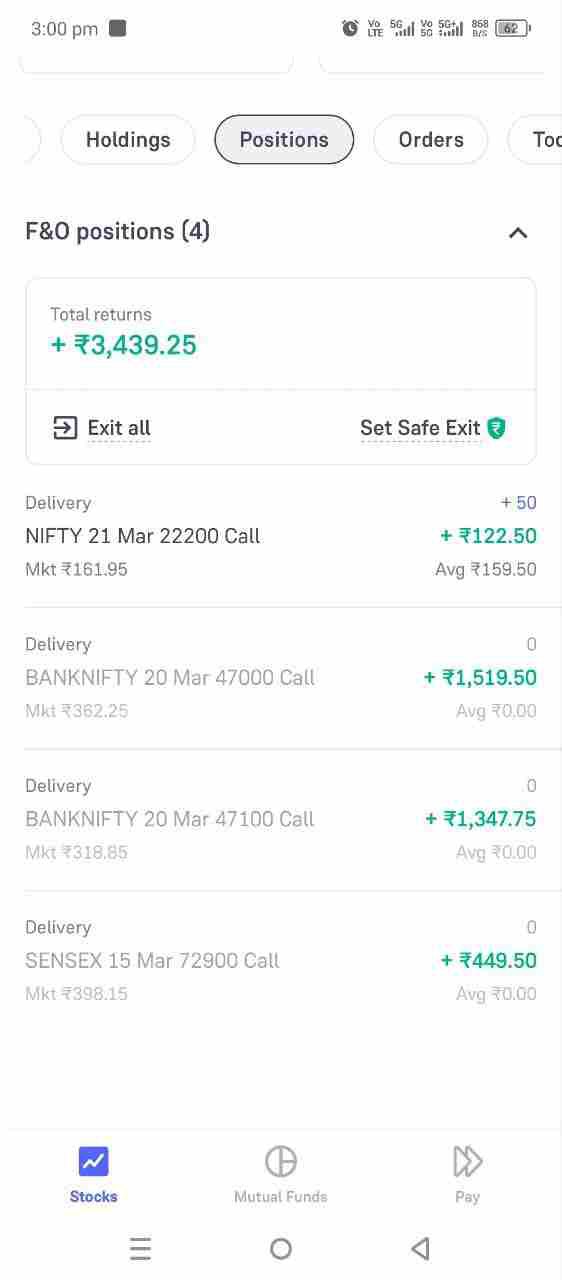 3:00 pm
Vo LTE 5G Vo 5G 5G+ 868 B/S 62
Holdings Positions Orders Too
F&O positions (4)
Total returns
+ ₹3,439.25
Exit all Set Safe Exit
Delivery + 50
NIFTY 21 Mar 22200 Call + ₹122.50
Mkt ₹161.95 Avg ₹159.50
Delivery 0
BANKNIFTY 20 Mar 47000 Call + ₹1,519.50
Mkt ₹362.25 Avg ₹0.00
Delivery 0
BANKNIFTY 20 Mar 47100 Call + ₹1,347.75
Mkt ₹318.85 Avg ₹0.00
Delivery 0
SENSEX 15 Mar 72900 Call + ₹449.50
Mkt ₹398.15 Avg ₹0.00
Stocks Mutual Funds Pay